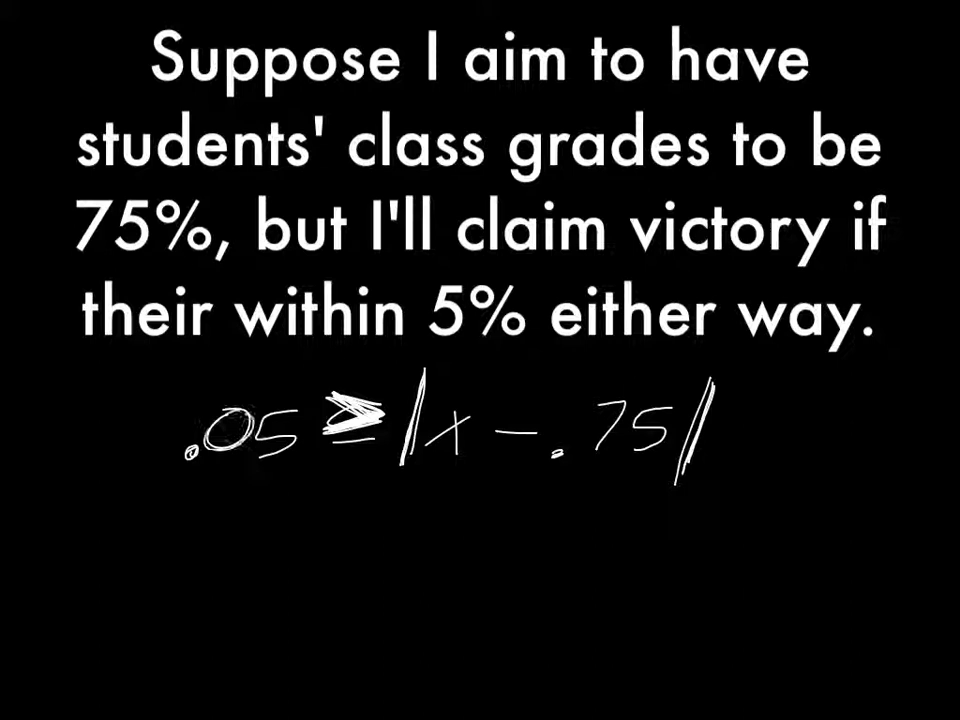 Suppose I aim to have
students' class grades to be
75%, but I'll claim victory if
their within 5% either way.
.05 ≥ |x - .75|